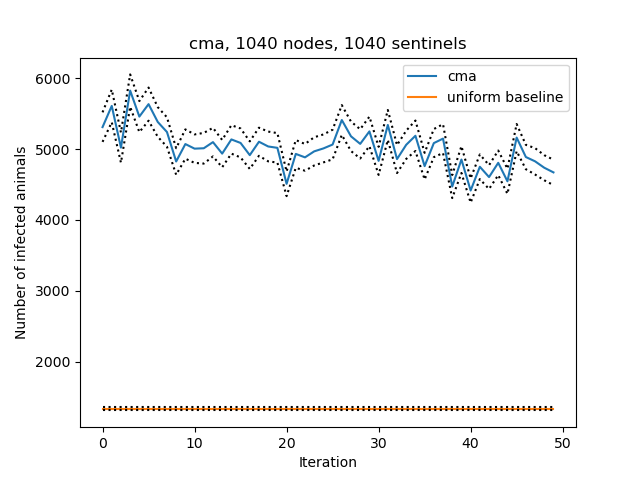 cma, 1040 nodes, 1040 sentinels
cma
uniform baseline
Number of infected animals
6000
5000
4000
3000
2000
0 10 20 30 40 50
Iteration